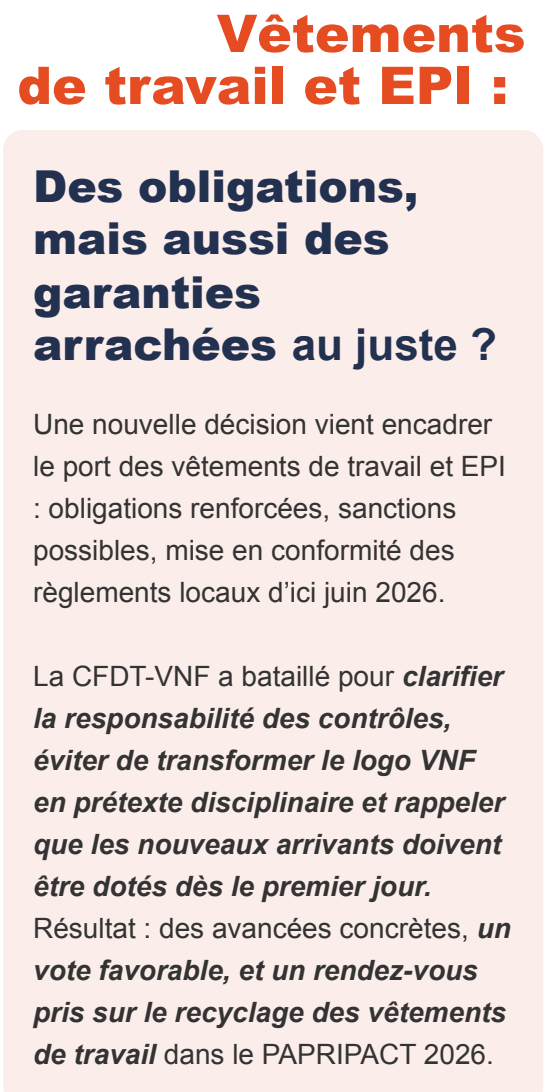 Vêtements
de travail et EPI :
Des obligations,
mais aussi des
garanties
arrachées au juste ?
Une nouvelle décision vient encadrer
le port des vêtements de travail et EPI
: obligations renforcées, sanctions
possibles, mise en conformité des
règlements locaux d’ici juin 2026.
La CFDT-VNF a bataillé pour clarifier
la responsabilité des contrôles,
éviter de transformer le logo VNF
en prétexte disciplinaire et rappeler
que les nouveaux arrivants doivent
être dotés dès le premier jour.
Résultat : des avancées concrètes, un
vote favorable, et un rendez-vous
pris sur le recyclage des vêtements
de travail dans le PAPRIPACT 2026.